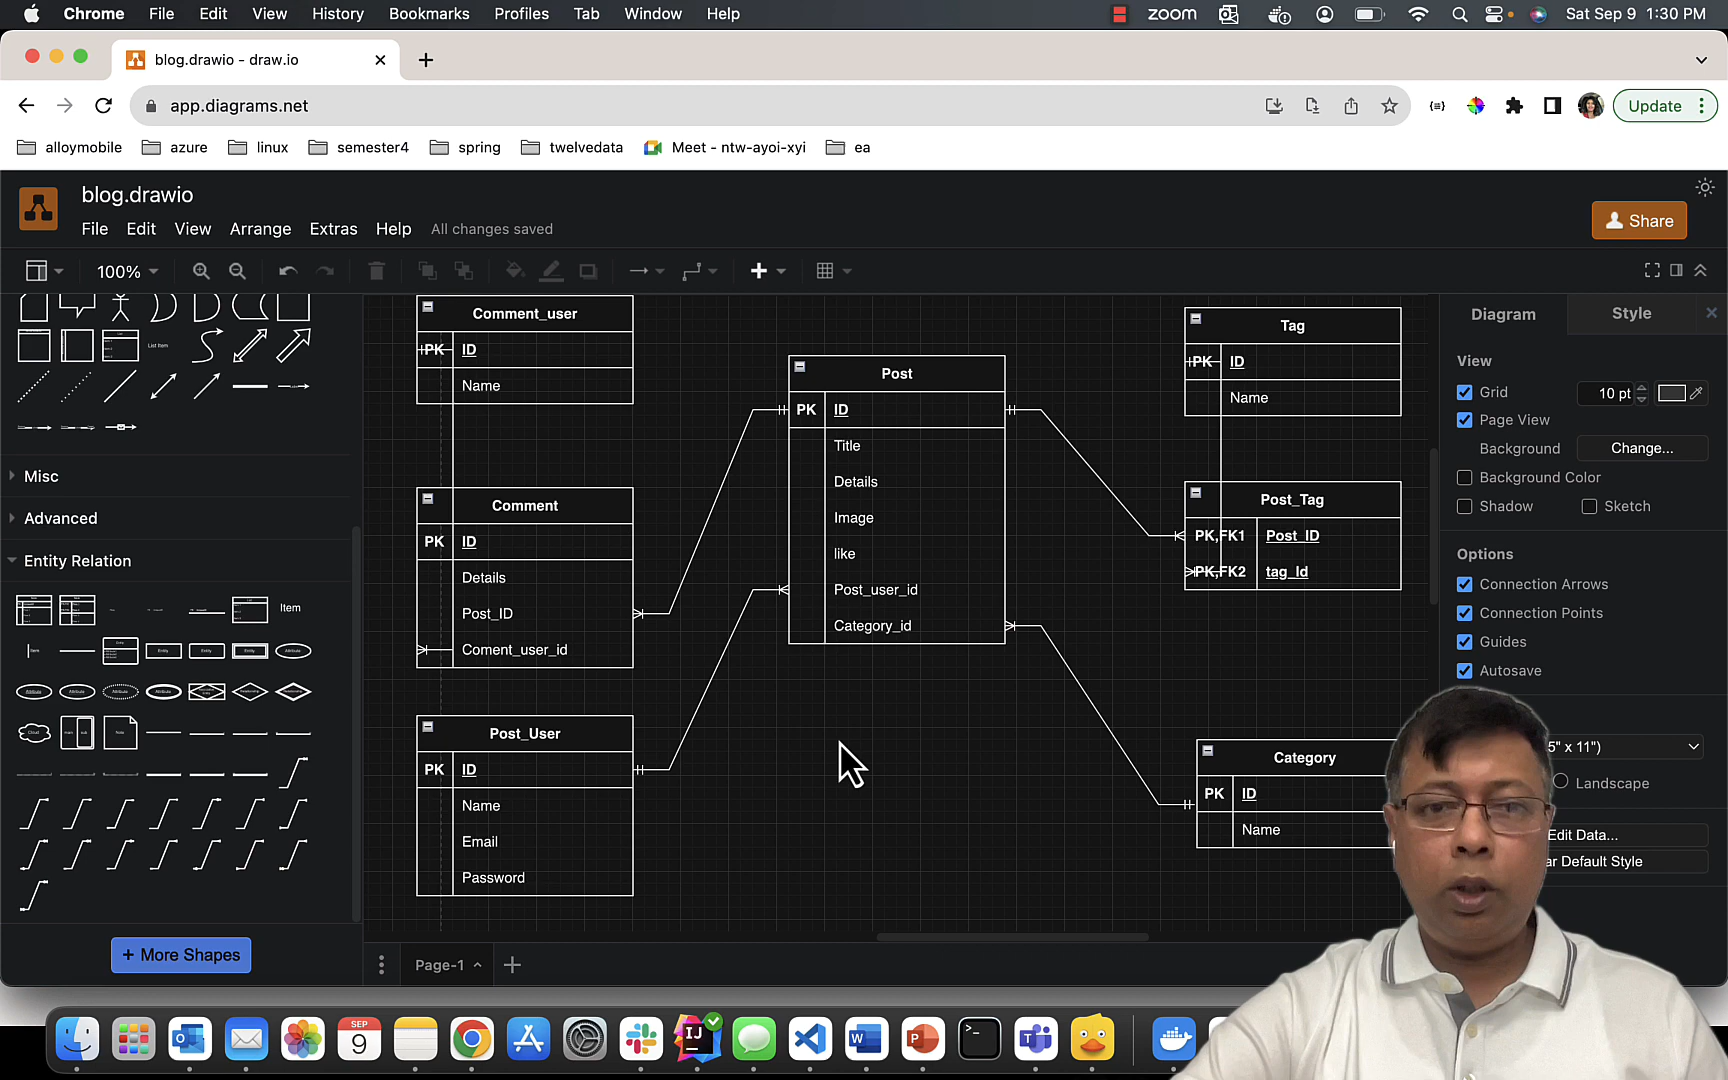 Chrome File Edit View History Bookmarks Profiles Tab Window Help zoom Sat Sep 9 1:30 PM
blog.drawio - draw.io
app.diagrams.net Update
alloymobile azure linux semester4 spring twelvedata Meet - ntw-ayoi-xyi ea
blog.drawio
File Edit View Arrange Extras Help All changes saved
Share
100%
List Item
Misc
Advanced
Entity Relation
Item
+ More Shapes
Comment_user
PK ID
Name
Comment
PK ID
Details
Post_ID
Coment_user_id
Post_User
PK ID
Name
Email
Password
Post
PK ID
Title
Details
Image
like
Post_user_id
Category_id
Tag
PK ID
Name
Post_Tag
PK,FK1 Post_ID
PK,FK2 tag_Id
Category
PK ID
Name
Page-1
Diagram Style
View
Grid 10 pt
Page View
Background Change...
Background Color
Shadow Sketch
Options
Connection Arrows
Connection Points
Guides
Autosave
5" x 11")
Landscape
Edit Data...
ar Default Style
SEP
9
IJ
W
P